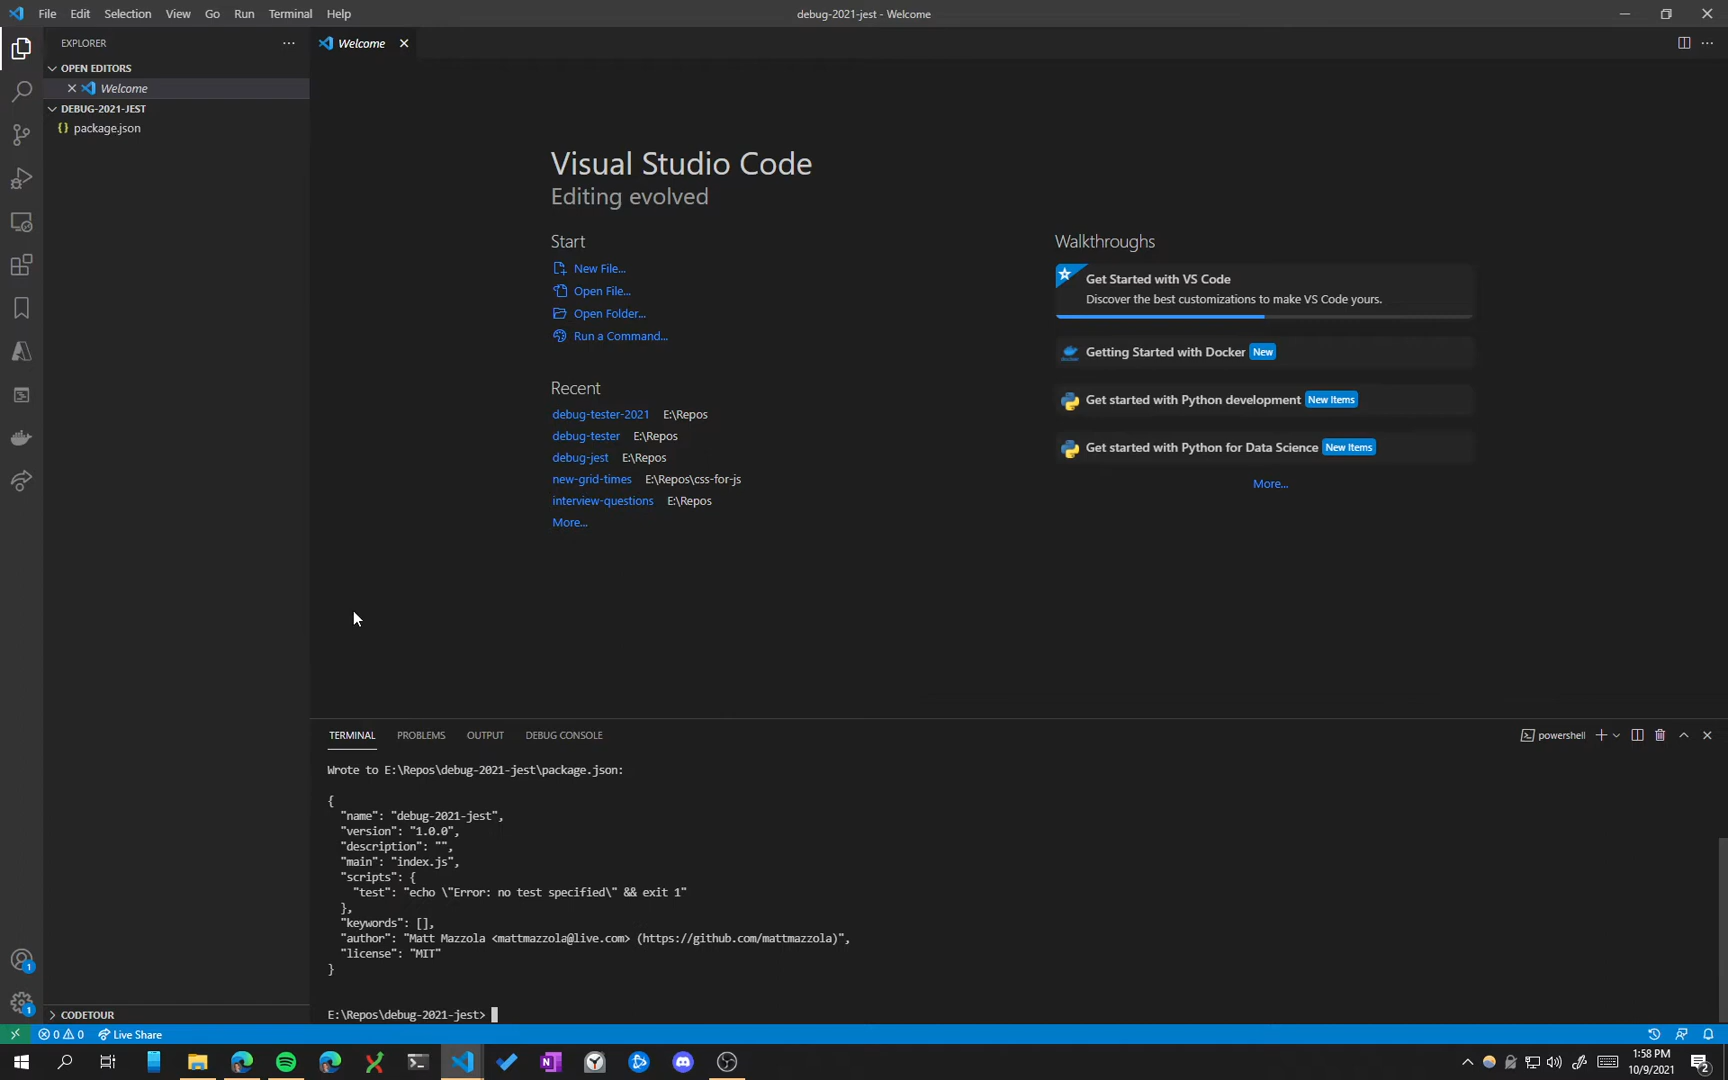 File Edit Selection View Go Run Terminal Help
debug-2021-jest - Welcome
EXPLORER
Welcome
OPEN EDITORS
Welcome
DEBUG-2021-JEST
{} package.json
Visual Studio Code
Editing evolved
Start
New File...
Open File...
Open Folder...
Run a Command...
Recent
debug-tester-2021 E:\Repos
debug-tester E:\Repos
debug-jest E:\Repos
new-grid-times E:\Repos\css-for-js
interview-questions E:\Repos
More...
Walkthroughs
Get Started with VS Code
Discover the best customizations to make VS Code yours.
Getting Started with Docker New
Get started with Python development New Items
Get started with Python for Data Science New Items
More...
TERMINAL PROBLEMS OUTPUT DEBUG CONSOLE
powershell
Wrote to E:\Repos\debug-2021-jest\package.json:
{
"name": "debug-2021-jest",
"version": "1.0.0",
"description": "",
"main": "index.js",
"scripts": {
"test": "echo \"Error: no test specified\" && exit 1"
},
"keywords": [],
"author": "Matt Mazzola <mattmazzola@live.com> (https://github.com/mattmazzola)",
"license": "MIT"
}
E:\Repos\debug-2021-jest>
CODETOUR
1
1
0 0 Live Share
1:58 PM
10/9/2021
2